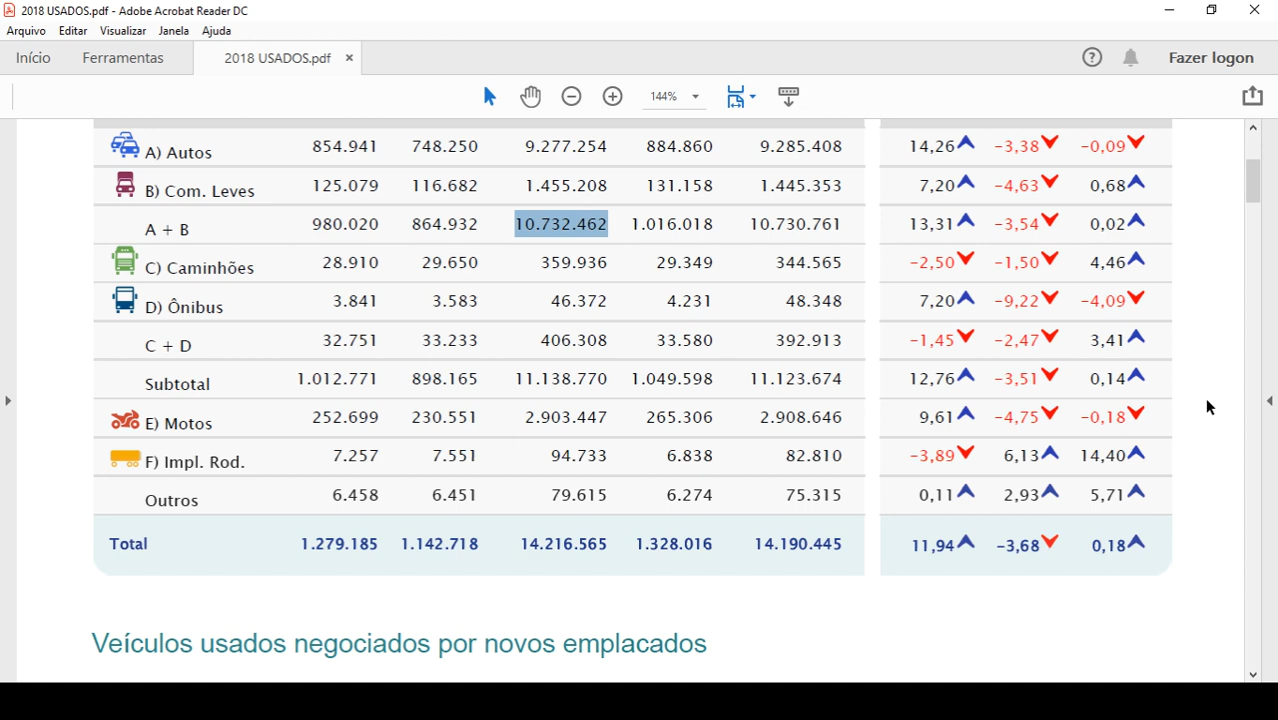 2018 USADOS.pdf - Adobe Acrobat Reader DC
Arquivo Editar Visualizar Janela Ajuda
Início Ferramentas 2018 USADOS.pdf × Fazer logon
144%
A) Autos 854.941 748.250 9.277.254 884.860 9.285.408 14,26 -3,38 -0,09
B) Com. Leves 125.079 116.682 1.455.208 131.158 1.445.353 7,20 -4,63 0,68
A + B 980.020 864.932 10.732.462 1.016.018 10.730.761 13,31 -3,54 0,02
C) Caminhões 28.910 29.650 359.936 29.349 344.565 -2,50 -1,50 4,46
D) Ônibus 3.841 3.583 46.372 4.231 48.348 7,20 -9,22 -4,09
C + D 32.751 33.233 406.308 33.580 392.913 -1,45 -2,47 3,41
Subtotal 1.012.771 898.165 11.138.770 1.049.598 11.123.674 12,76 -3,51 0,14
E) Motos 252.699 230.551 2.903.447 265.306 2.908.646 9,61 -4,75 -0,18
F) Impl. Rod. 7.257 7.551 94.733 6.838 82.810 -3,89 6,13 14,40
Outros 6.458 6.451 79.615 6.274 75.315 0,11 2,93 5,71
Total 1.279.185 1.142.718 14.216.565 1.328.016 14.190.445 11,94 -3,68 0,18
Veículos usados negociados por novos emplacados